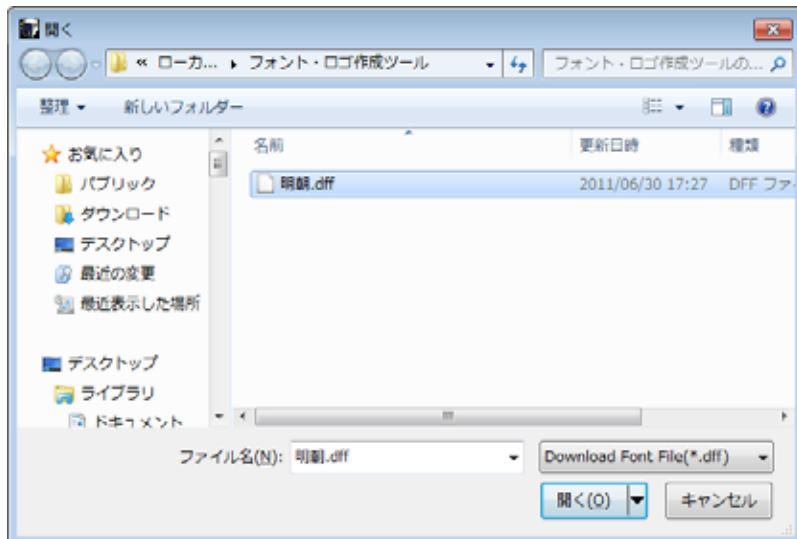 開く
« ローカ... ▸ フォント・ロゴ作成ツール
フォント・ロゴ作成ツールの...
整理 ▼ 新しいフォルダー
お気に入り
パブリック
ダウンロード
デスクトップ
最近の変更
最近表示した場所
デスクトップ
ライブラリ
ドキュメント
名前 更新日時 種類
明朝.dff 2011/06/30 17:27 DFF ファ
ファイル名(N): 明朝.dff
Download Font File(*.dff)
開く(O) キャンセル